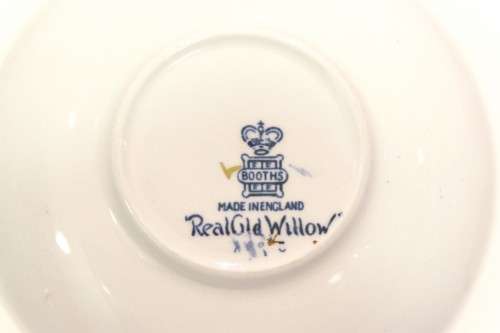 BOOTHS
MADE IN ENGLAND
"Real Old Willow"